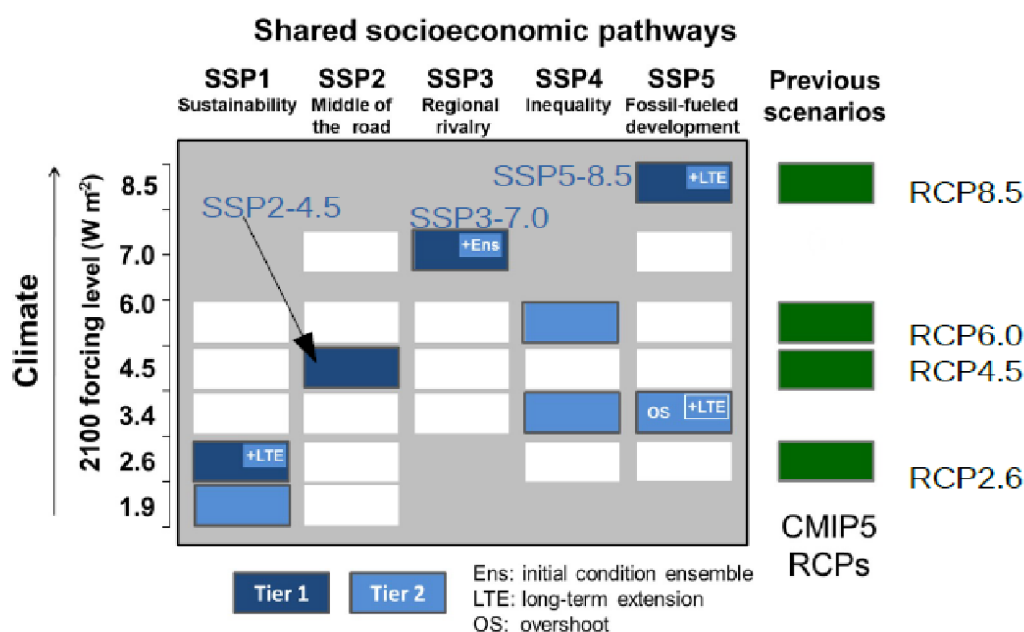 Shared socioeconomic pathways
SSP1 SSP2 SSP3 SSP4 SSP5
Sustainability Middle of the road Regional rivalry Inequality Fossil-fueled development
Previous scenarios
Climate
2100 forcing level (W m²)
8.5
7.0
6.0
4.5
3.4
2.6
1.9
SSP5-8.5
+LTE
SSP2-4.5
SSP3-7.0
+Ens
OS +LTE
+LTE
RCP8.5
RCP6.0
RCP4.5
RCP2.6
CMIP5
RCPs
Tier 1
Tier 2
Ens: initial condition ensemble
LTE: long-term extension
OS: overshoot